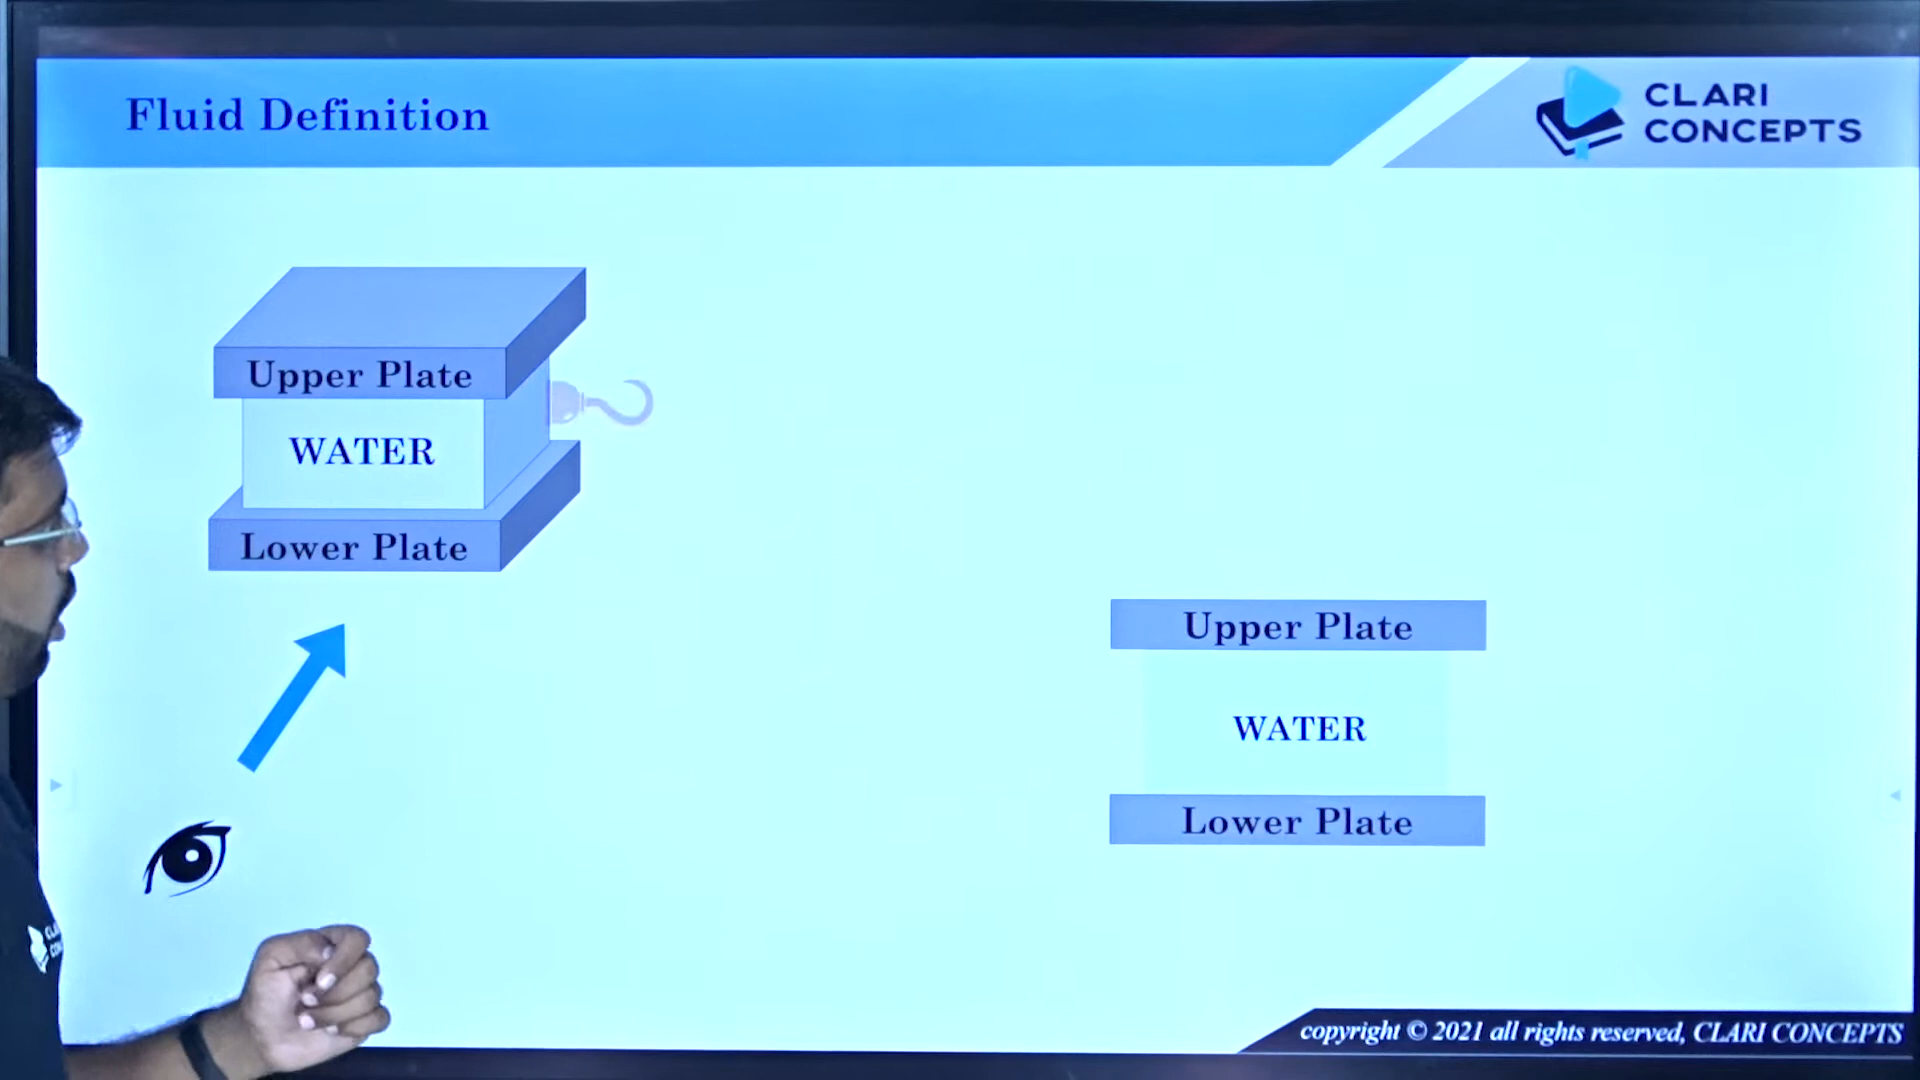 Fluid Definition
CLARI
CONCEPTS
Upper Plate
WATER
Lower Plate
Upper Plate
WATER
Lower Plate
copyright © 2021 all rights reserved, CLARI CONCEPTS